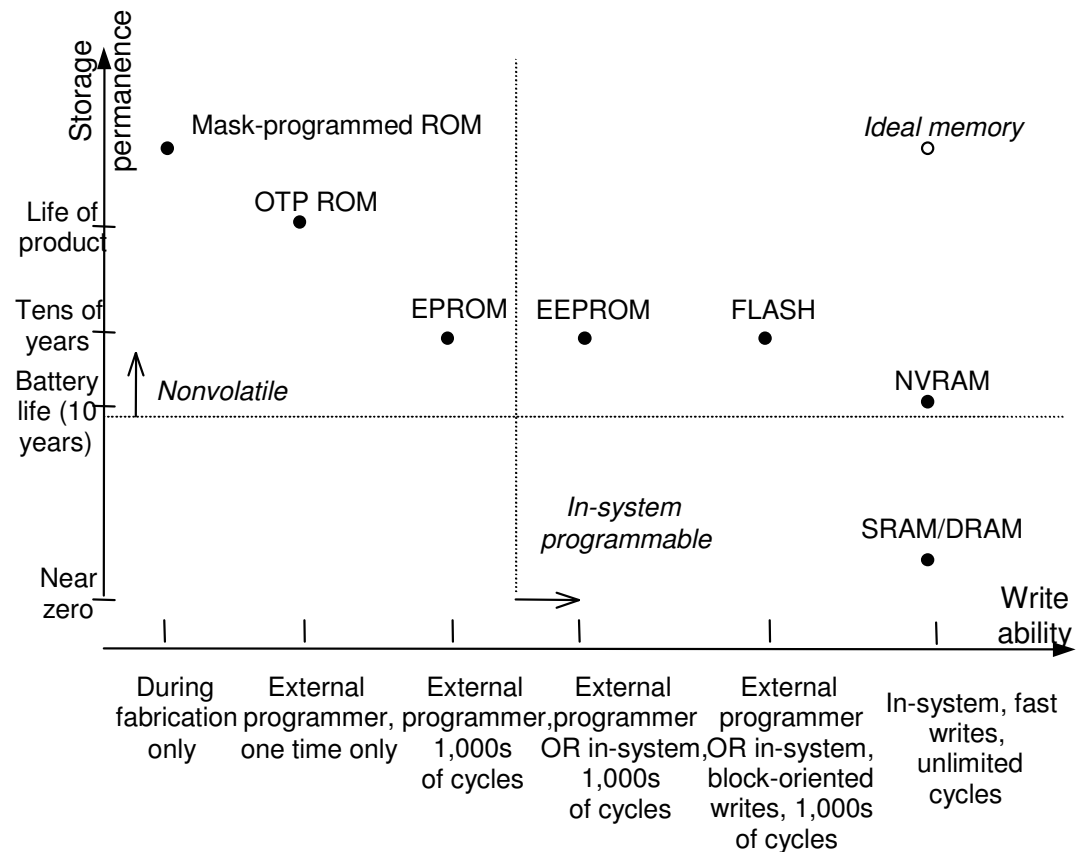 Storage
permanence
Mask-programmed ROM
Ideal memory
OTP ROM
Life of
product
Tens of
years
EPROM
EEPROM
FLASH
Battery
life (10
years)
Nonvolatile
NVRAM
In-system
programmable
SRAM/DRAM
Near
zero
Write
ability
During
fabrication
only
External
programmer,
one time only
External
programmer,
1,000s
of cycles
External
programmer
OR in-system,
1,000s
of cycles
External
programmer
OR in-system,
block-oriented
writes, 1,000s
of cycles
In-system, fast
writes,
unlimited
cycles